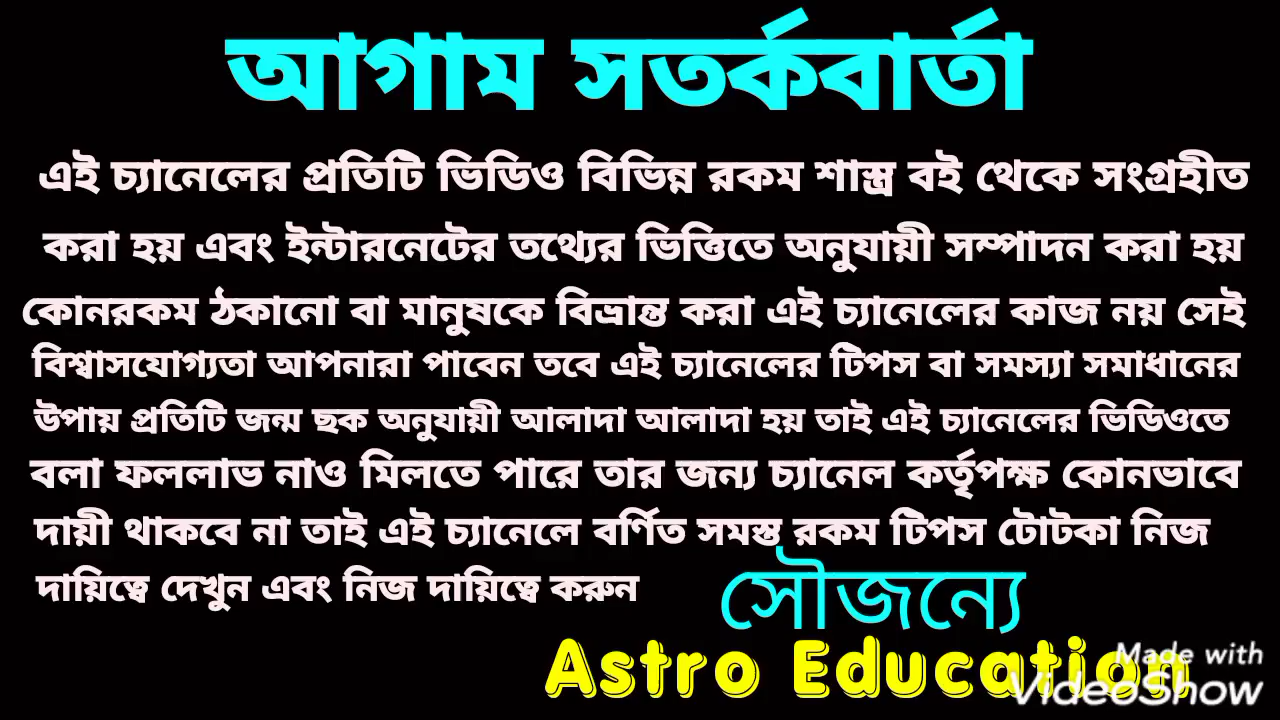 আগাম সতর্কবার্তা
এই চ্যানেলের প্রতিটি ভিডিও বিভিন্ন রকম শাস্ত্র বই থেকে সংগ্রহীত
করা হয় এবং ইন্টারনেটের তথ্যের ভিত্তিতে অনুযায়ী সম্পাদন করা হয়
কোনরকম ঠকানো বা মানুষকে বিভ্রান্ত করা এই চ্যানেলের কাজ নয় সেই
বিশ্বাসযোগ্যতা আপনারা পাবেন তবে এই চ্যানেলের টিপস বা সমস্যা সমাধানের
উপায় প্রতিটি জন্ম ছক অনুযায়ী আলাদা আলাদা হয় তাই এই চ্যানেলের ভিডিওতে
বলা ফললাভ নাও মিলতে পারে তার জন্য চ্যানেল কর্তৃপক্ষ কোনভাবে
দায়ী থাকবে না তাই এই চ্যানেলে বর্ণিত সমস্ত রকম টিপস টোটকা নিজ
দায়িত্বে দেখুন এবং নিজ দায়িত্বে করুন
সৌজন্যে
Astro Education
Made with
VideoShow